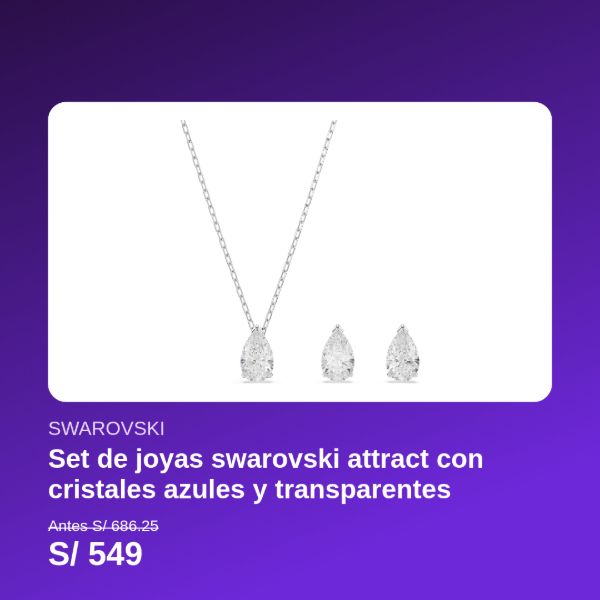 SWAROVSKI
Set de joyas swarovski attract con
cristales azules y transparentes
Antes S/ 686.25
S/ 549